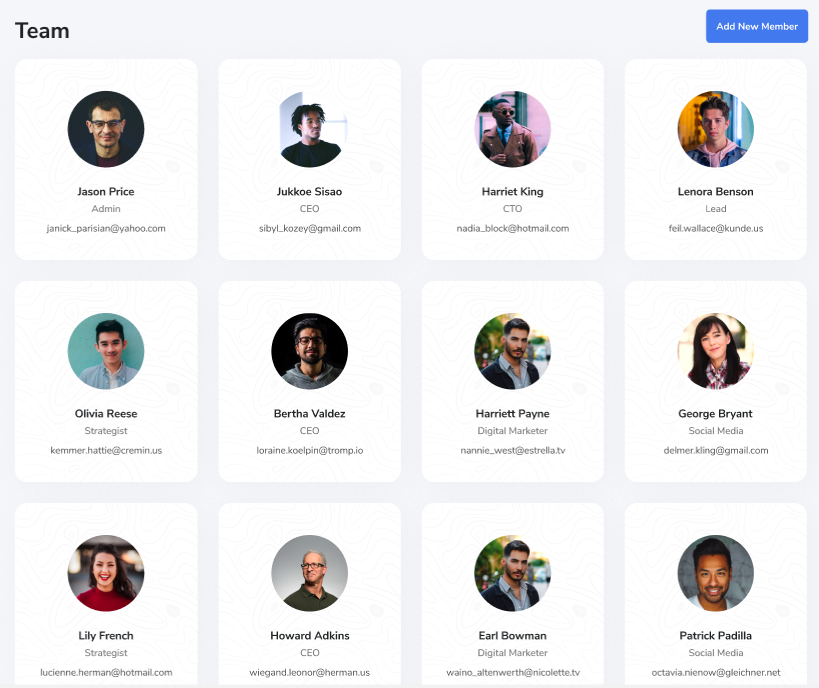 Team
Add New Member
Jason Price
Admin
janick_parisian@yahoo.com
Jukkoe Sisao
CEO
sibyl_kozey@gmail.com
Harriet King
CTO
nadia_block@hotmail.com
Lenora Benson
Lead
feil.wallace@kunde.us
Olivia Reese
Strategist
kemmer.hattie@cremin.us
Bertha Valdez
CEO
loraine.koelpin@tromp.io
Harriett Payne
Digital Marketer
nannie_west@estrella.tv
George Bryant
Social Media
delmer.kling@gmail.com
Lily French
Strategist
lucienne.herman@hotmail.com
Howard Adkins
CEO
wiegand.leonor@herman.us
Earl Bowman
Digital Marketer
waino_altenwerth@nicolette.tv
Patrick Padilla
Social Media
octavia.nienow@gleichner.net